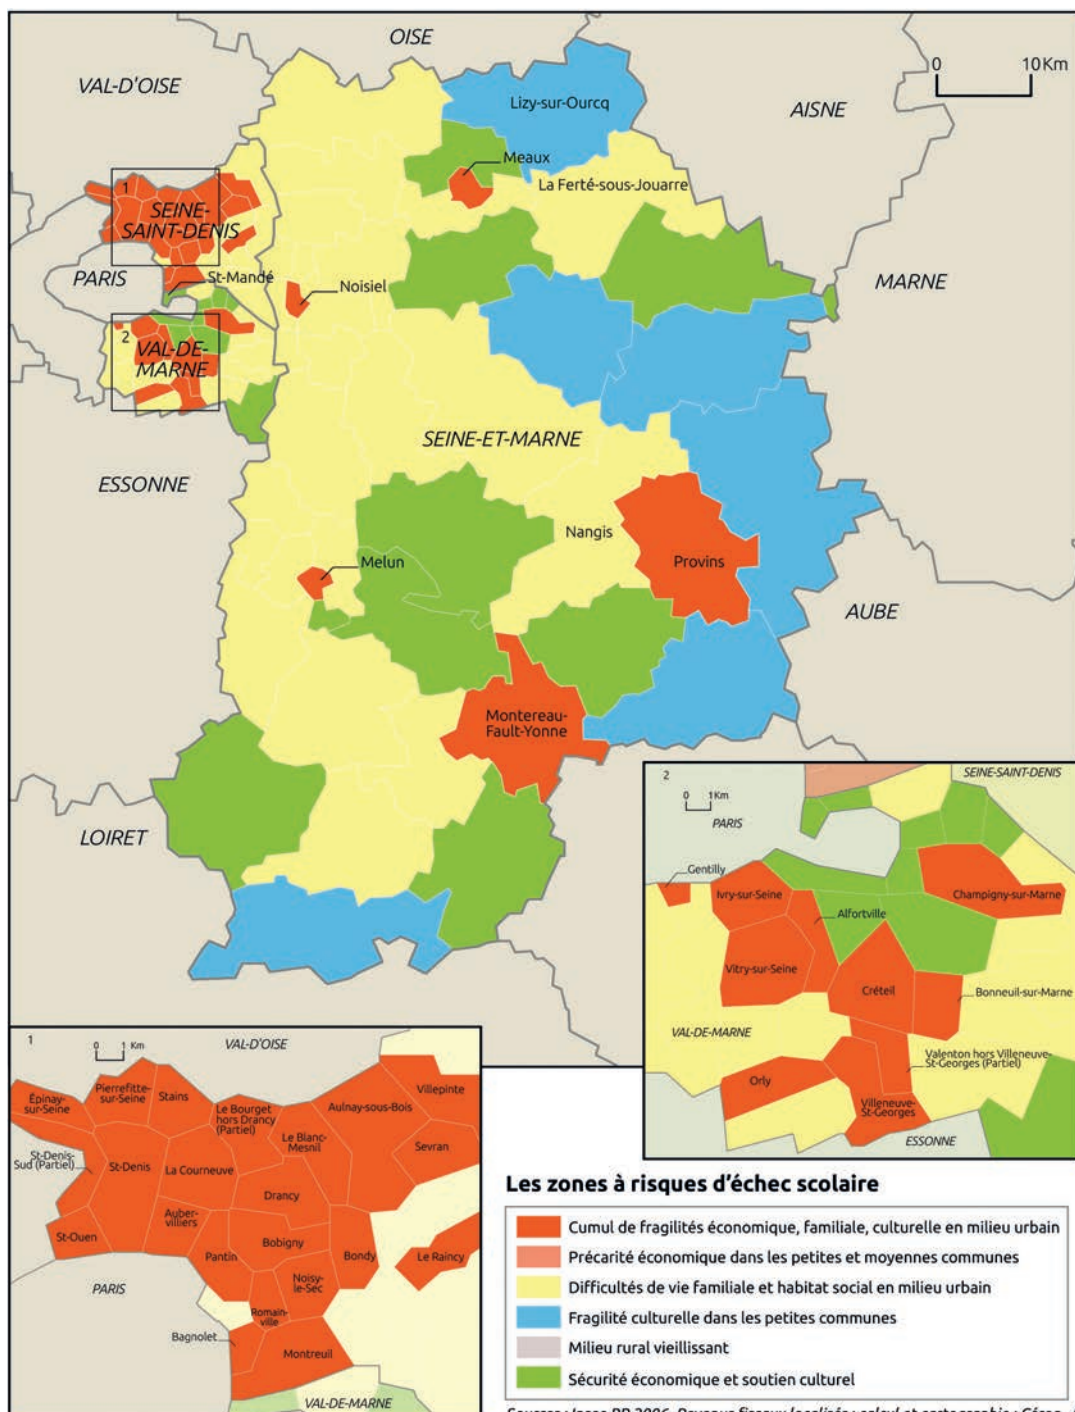 OISE
VAL-D'OISE
0 10 Km
AISNE
Lizy-sur-Ourcq
Meaux
La Ferté-sous-Jouarre
1
SEINE-
SAINT-DENIS
PARIS
St-Mandé
Noisiel
MARNE
2
VAL-DE-
MARNE
SEINE-ET-MARNE
ESSONNE
Nangis
Melun
Provins
AUBE
Montereau-
Fault-Yonne
LOIRET
2
0 1 Km
SEINE-SAINT-DENIS
PARIS
Gentilly
Ivry-sur-Seine
Champigny-sur-Marne
Alfortville
Vitry-sur-Seine
Créteil
Bonneuil-sur-Marne
VAL-DE-MARNE
Valenton hors Villeneuve-
St-Georges (Partiel)
Orly
Villeneuve-
St-Georges
ESSONNE
1
0 1 Km
VAL-D'OISE
Épinay-
sur-Seine
Pierrefitte-
sur-Seine
Stains
Le Bourget
hors Drancy
(Partiel)
Aulnay-sous-Bois
Villepinte
Le Blanc-
Mesnil
Sevran
St-Denis-
Sud (Partiel)
St-Denis
La Courneuve
Drancy
Auber-
villiers
St-Ouen
Pantin
Bobigny
Bondy
Le Raincy
Noisy-
le-Sec
PARIS
Romain-
ville
Bagnolet
Montreuil
VAL-DE-MARNE
Les zones à risques d'échec scolaire
Cumul de fragilités économique, familiale, culturelle en milieu urbain
Précarité économique dans les petites et moyennes communes
Difficultés de vie familiale et habitat social en milieu urbain
Fragilité culturelle dans les petites communes
Milieu rural vieillissant
Sécurité économique et soutien culturel